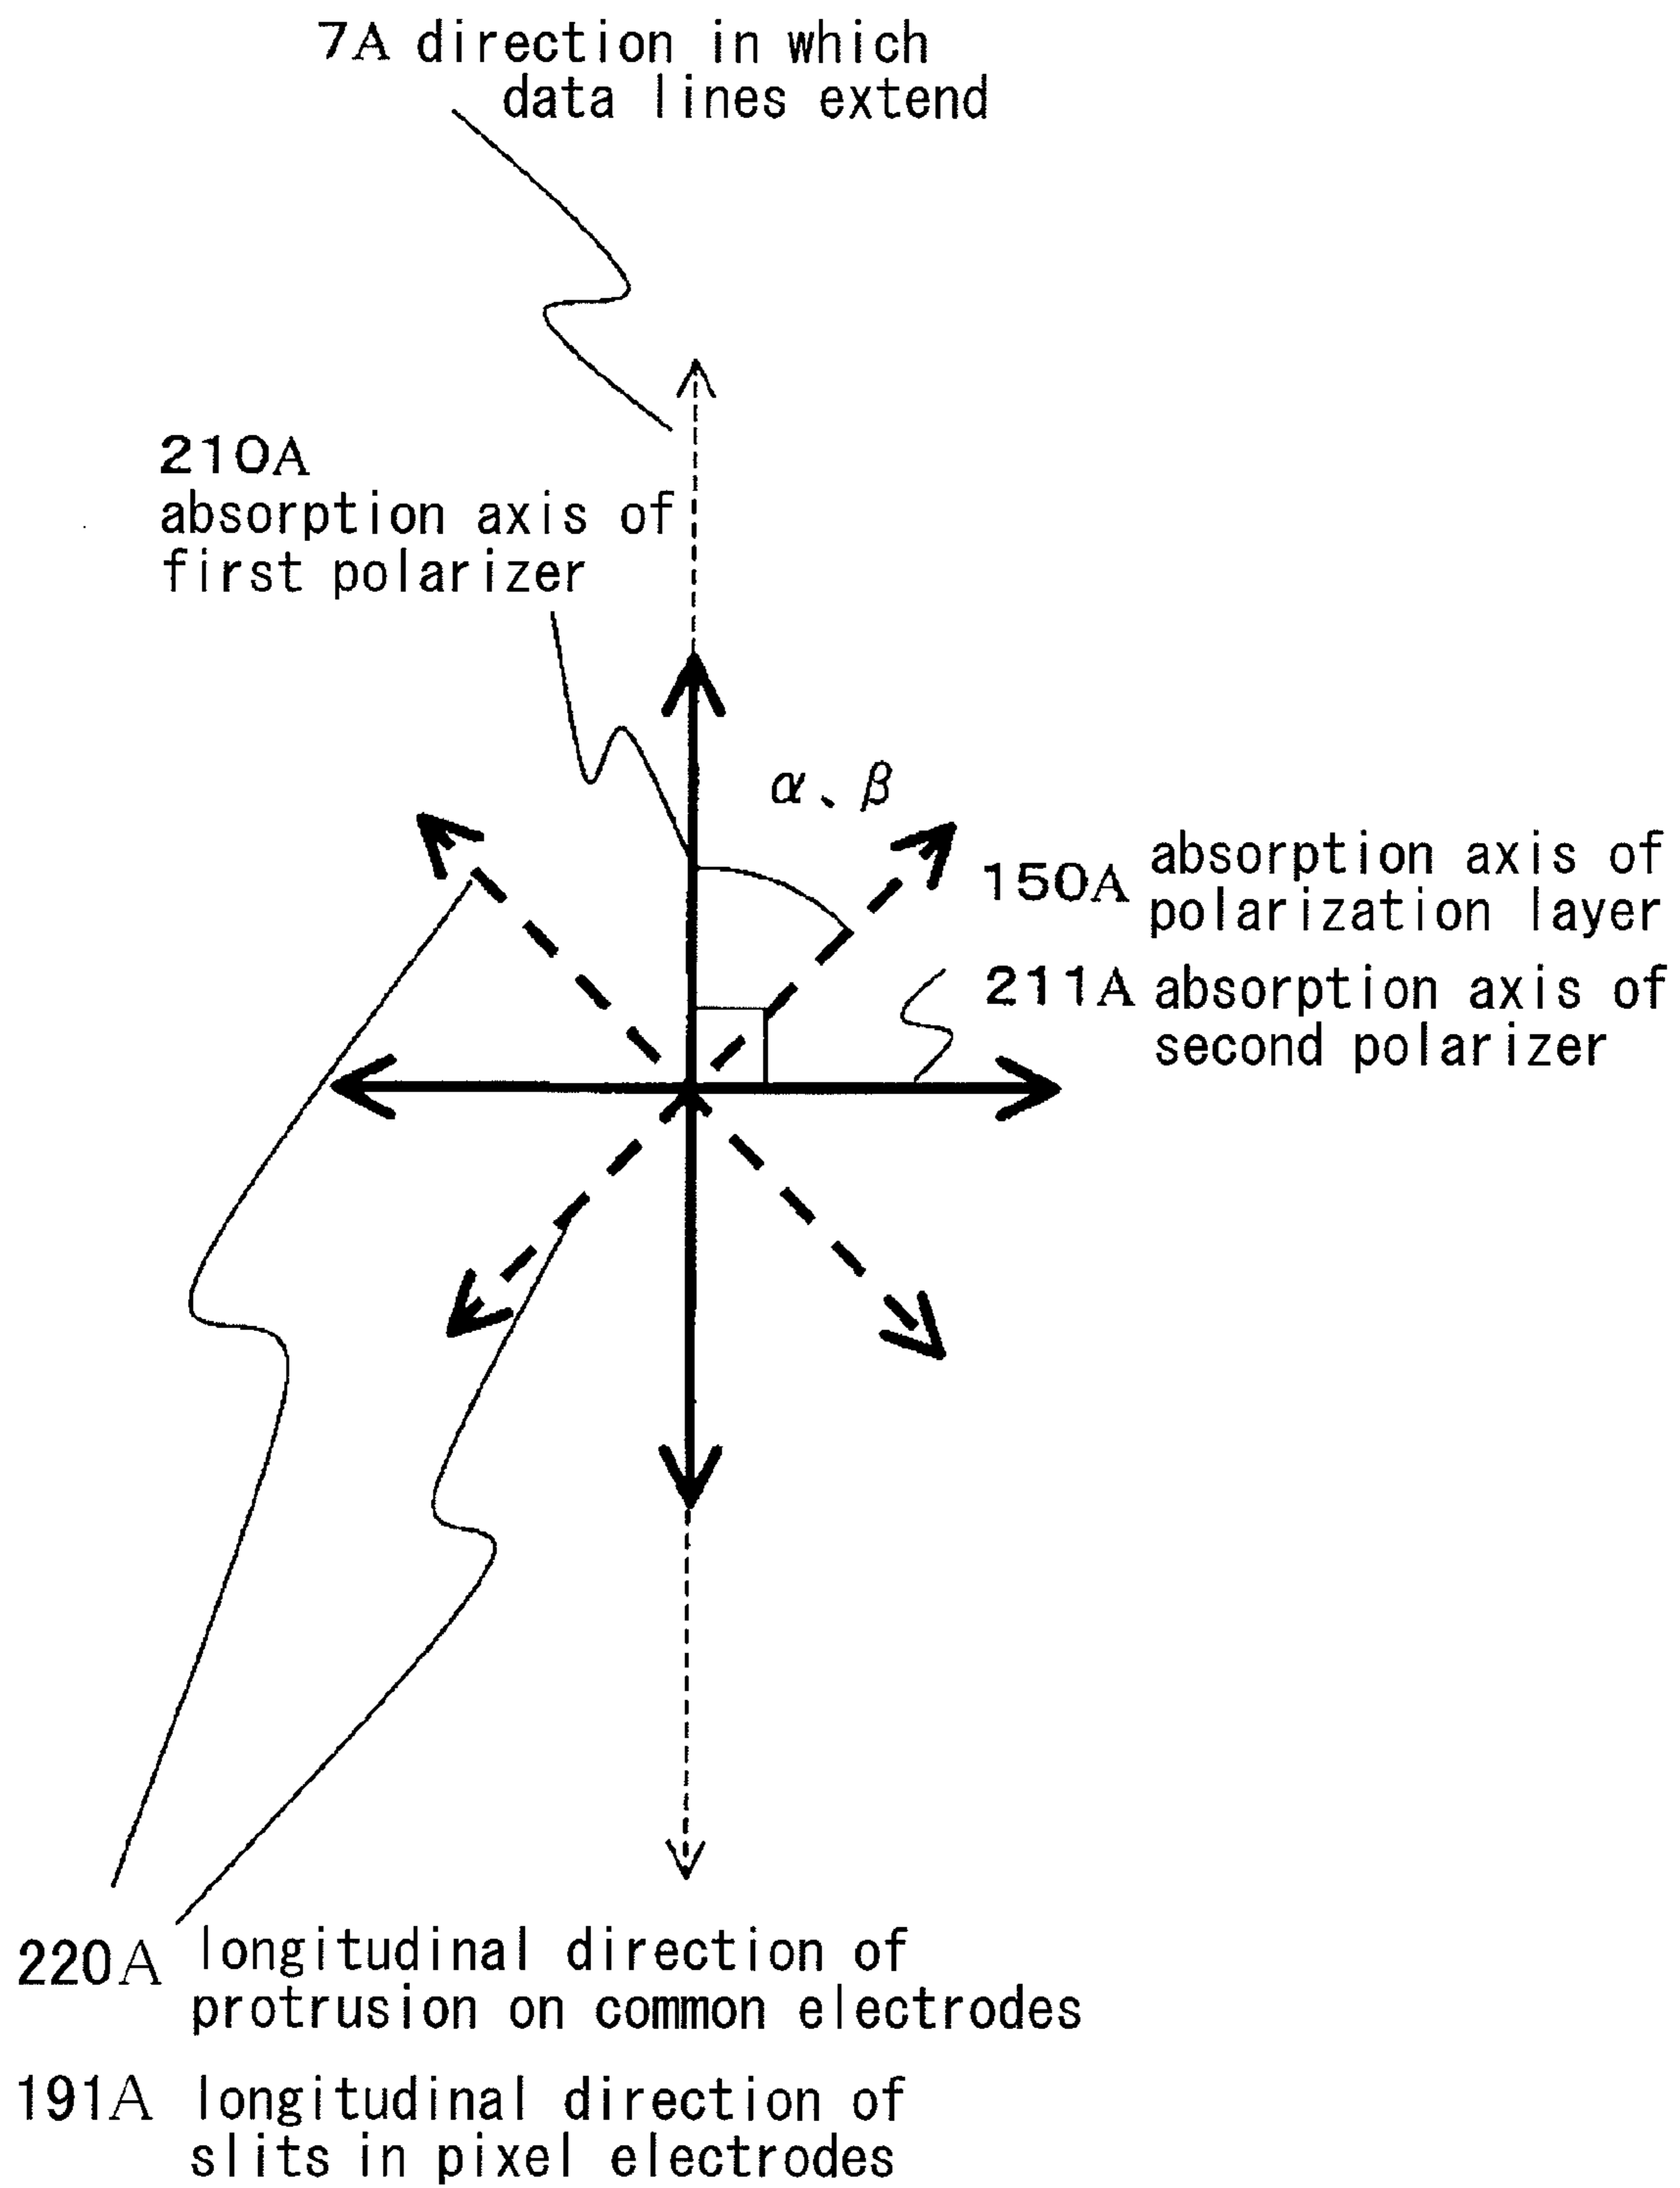 7A direction in which
data lines extend
210A
absorption axis of
first polarizer
α、β
150A absorption axis of
polarization layer
211A absorption axis of
second polarizer
220A longitudinal direction of
protrusion on common electrodes
191A longitudinal direction of
slits in pixel electrodes